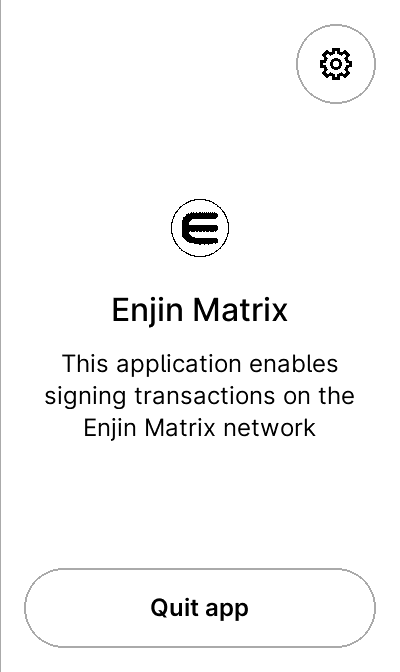 Enjin Matrix
This application enables
signing transactions on the
Enjin Matrix network
Quit app